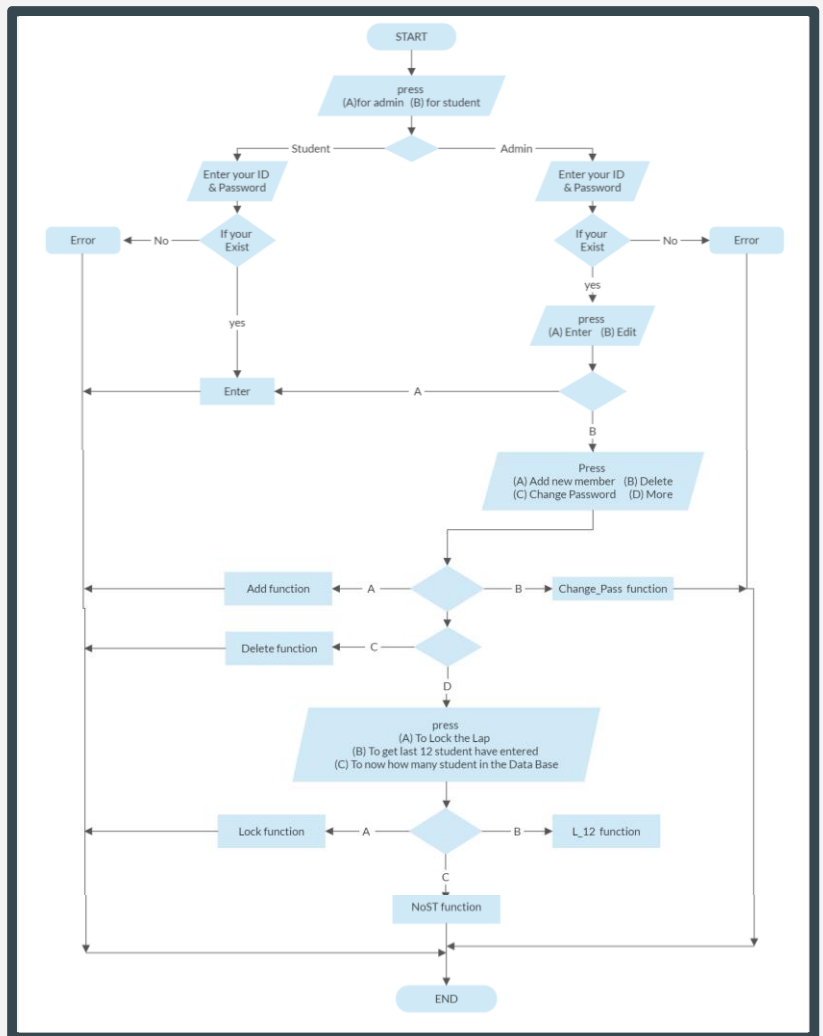 START
press
(A)for admin (B) for student
Student
Admin
Enter your ID
& Password
Enter your ID
& Password
Error
No
If your
Exist
If your
Exist
No
Error
yes
yes
press
(A) Enter (B) Edit
Enter
A
B
Press
(A) Add new member (B) Delete
(C) Change Password (D) More
Add function
A
B
Change_Pass function
Delete function
C
D
press
(A) To Lock the Lap
(B) To get last 12 student have entered
(C) To now how many student in the Data Base
Lock function
A
B
L_12 function
C
NoST function
END